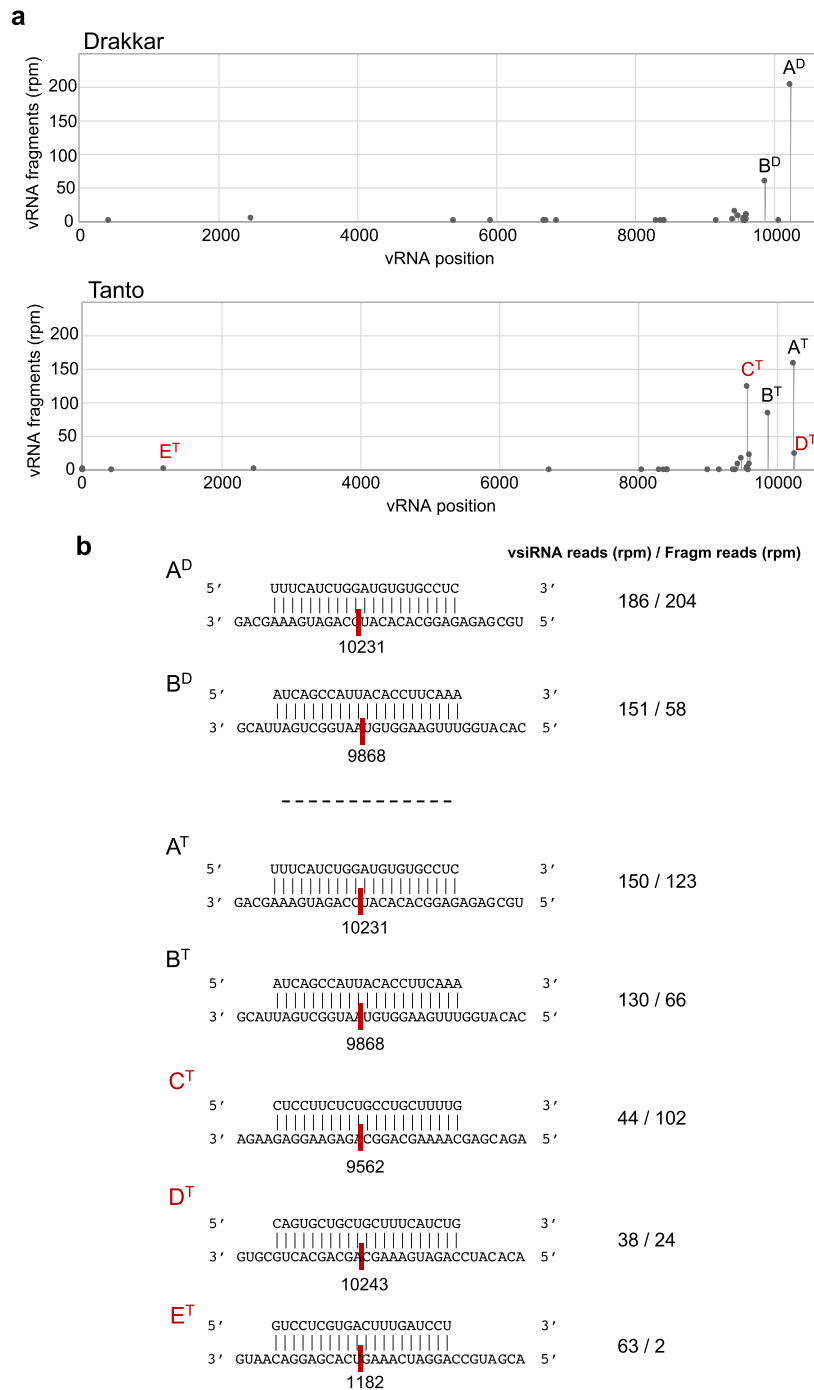 a
Drakkar
vRNA fragments (rpm)
200
150
100
50
0
A^D
B^D
0 2000 4000 6000 8000 10000
vRNA position
Tanto
vRNA fragments (rpm)
200
150
100
50
0
A^T
C^T
B^T
D^T
E^T
0 2000 4000 6000 8000 10000
vRNA position
b
vsiRNA reads (rpm) / Fragm reads (rpm)
A^D
5′ UUUCAUCUGGAUGUGUGCCUC 3′
186 / 204
3′ GACGAAAGUAGACCUACACACGGAGAGAGCGU 5′
10231
B^D
5′ AUCAGCCAUUACACCUUCAAA 3′
151 / 58
3′ GCAUUAGUCGGUAAUGUGGAAGUUUGGUACAC 5′
9868
A^T
5′ UUUCAUCUGGAUGUGUGCCUC 3′
150 / 123
3′ GACGAAAGUAGACCUACACACGGAGAGAGCGU 5′
10231
B^T
5′ AUCAGCCAUUACACCUUCAAA 3′
130 / 66
3′ GCAUUAGUCGGUAAUGUGGAAGUUUGGUACAC 5′
9868
C^T
5′ CUCCUUCUCUGCCUGCUUUUG 3′
44 / 102
3′ AGAAGAGGAAGAGACGGACGAAAACGAGCAGA 5′
9562
D^T
5′ CAGUGCUGCUGCUUUCAUCUG 3′
38 / 24
3′ GUGCGUCACGACGACGAAAGUAGACCUACACA 5′
10243
E^T
5′ GUCCUCGUGACUUUGAUCCU 3′
63 / 2
3′ GUAACAGGAGCACUGAAACUAGGACCGUAGCA 5′
1182